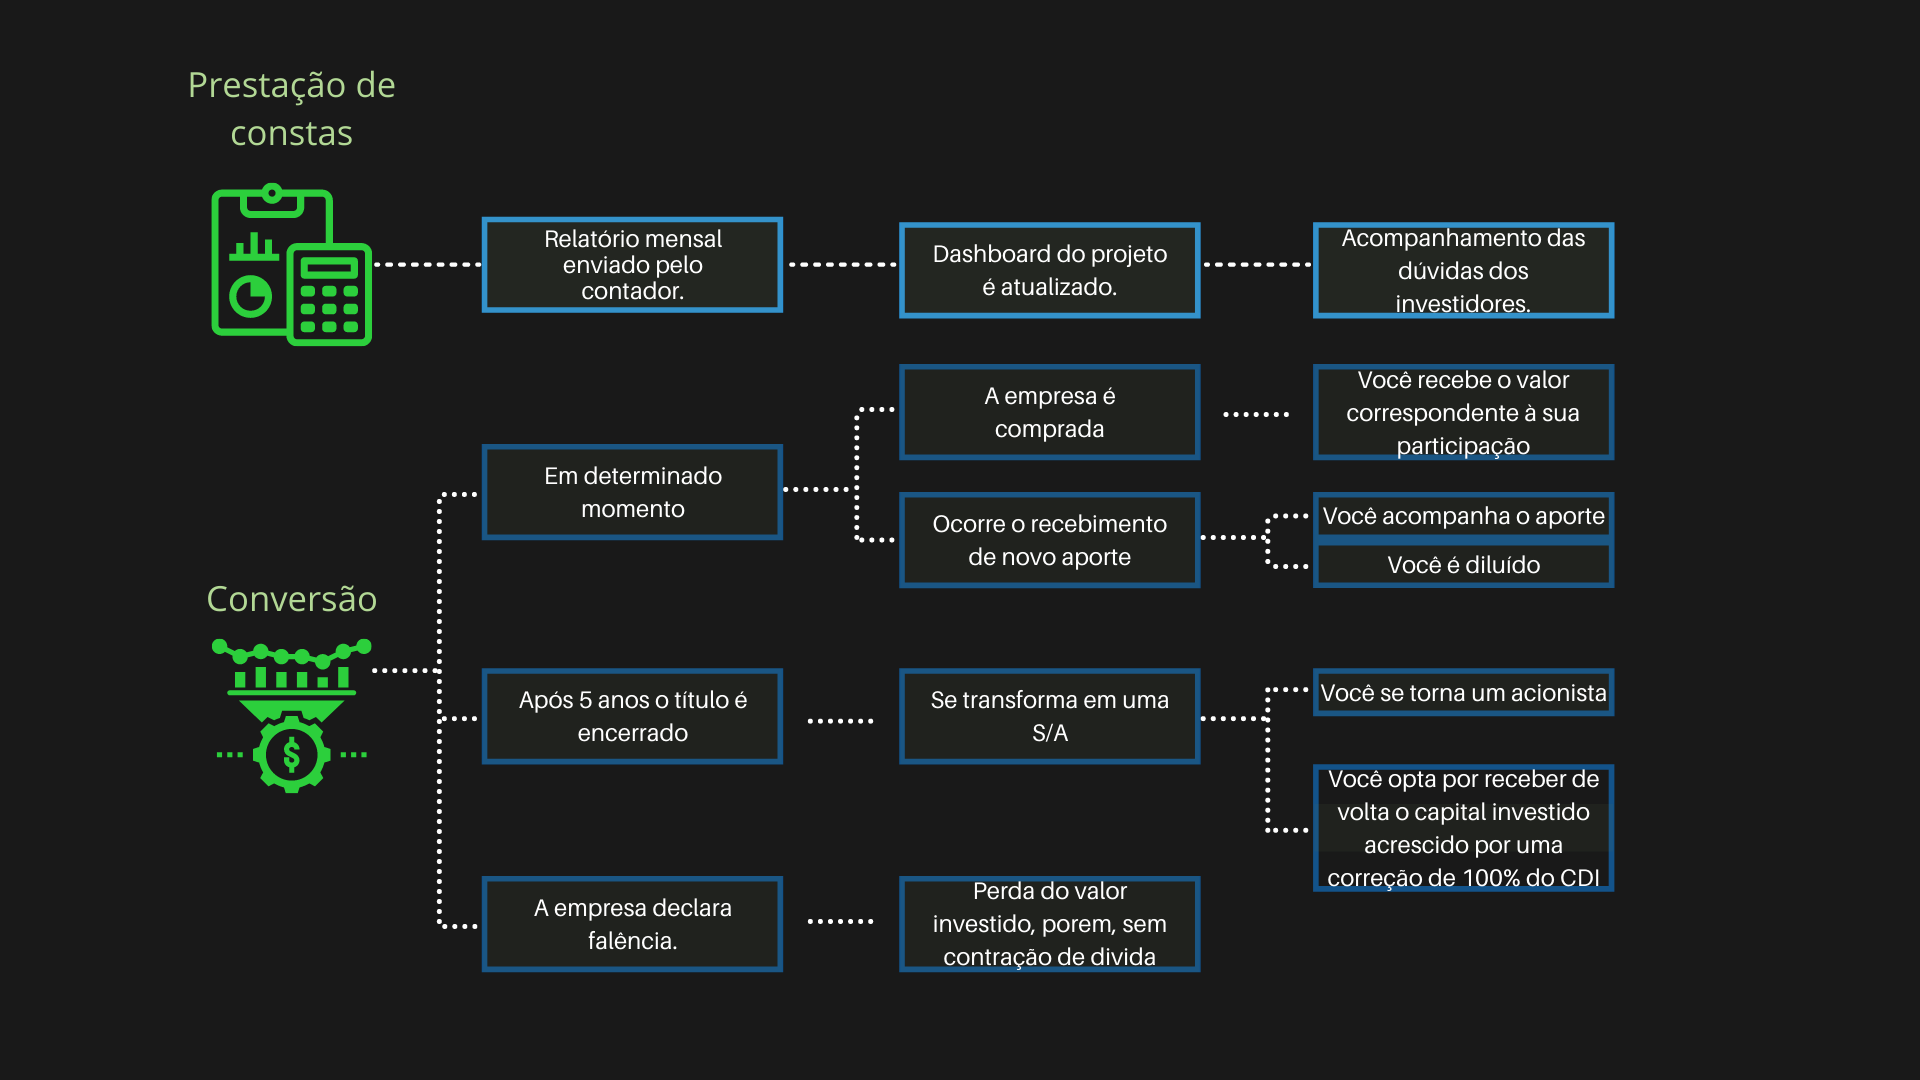 Prestação de
constas
Relatório mensal
enviado pelo
contador.
Dashboard do projeto
é atualizado.
Acompanhamento das
dúvidas dos
investidores.
Conversão
Em determinado
momento
A empresa é
comprada
Você recebe o valor
correspondente à sua
participação
Ocorre o recebimento
de novo aporte
Você acompanha o aporte
Você é diluído
Após 5 anos o título é
encerrado
Se transforma em uma
S/A
Você se torna um acionista
Você opta por receber de
volta o capital investido
acrescido por uma
correção de 100% do CDI
A empresa declara
falência.
Perda do valor
investido, porem, sem
contração de divida